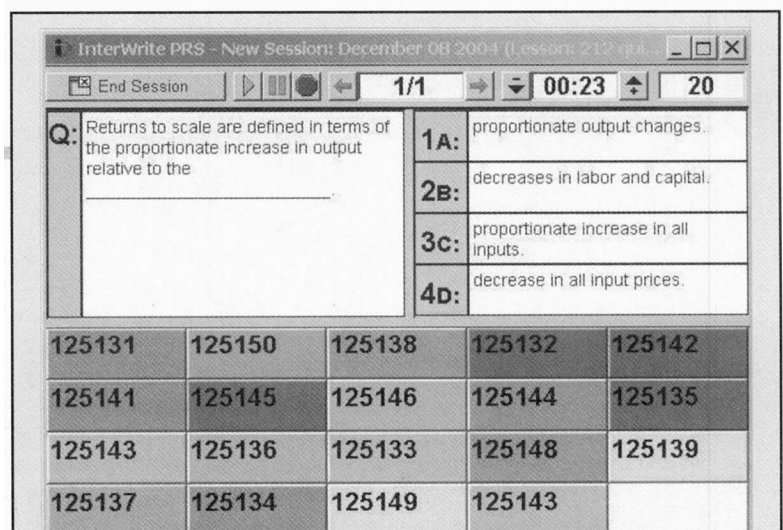 InterWrite PRS - New Session: December 08 2004 (Lesson: 212 qui...
End Session 1/1 00:23 20
Q: Returns to scale are defined in terms of
the proportionate increase in output
relative to the
____________________.
1A: proportionate output changes.
2B: decreases in labor and capital.
3C: proportionate increase in all
inputs.
4D: decrease in all input prices.
125131 125150 125138 125132 125142
125141 125145 125146 125144 125135
125143 125136 125133 125148 125139
125137 125134 125149 125143